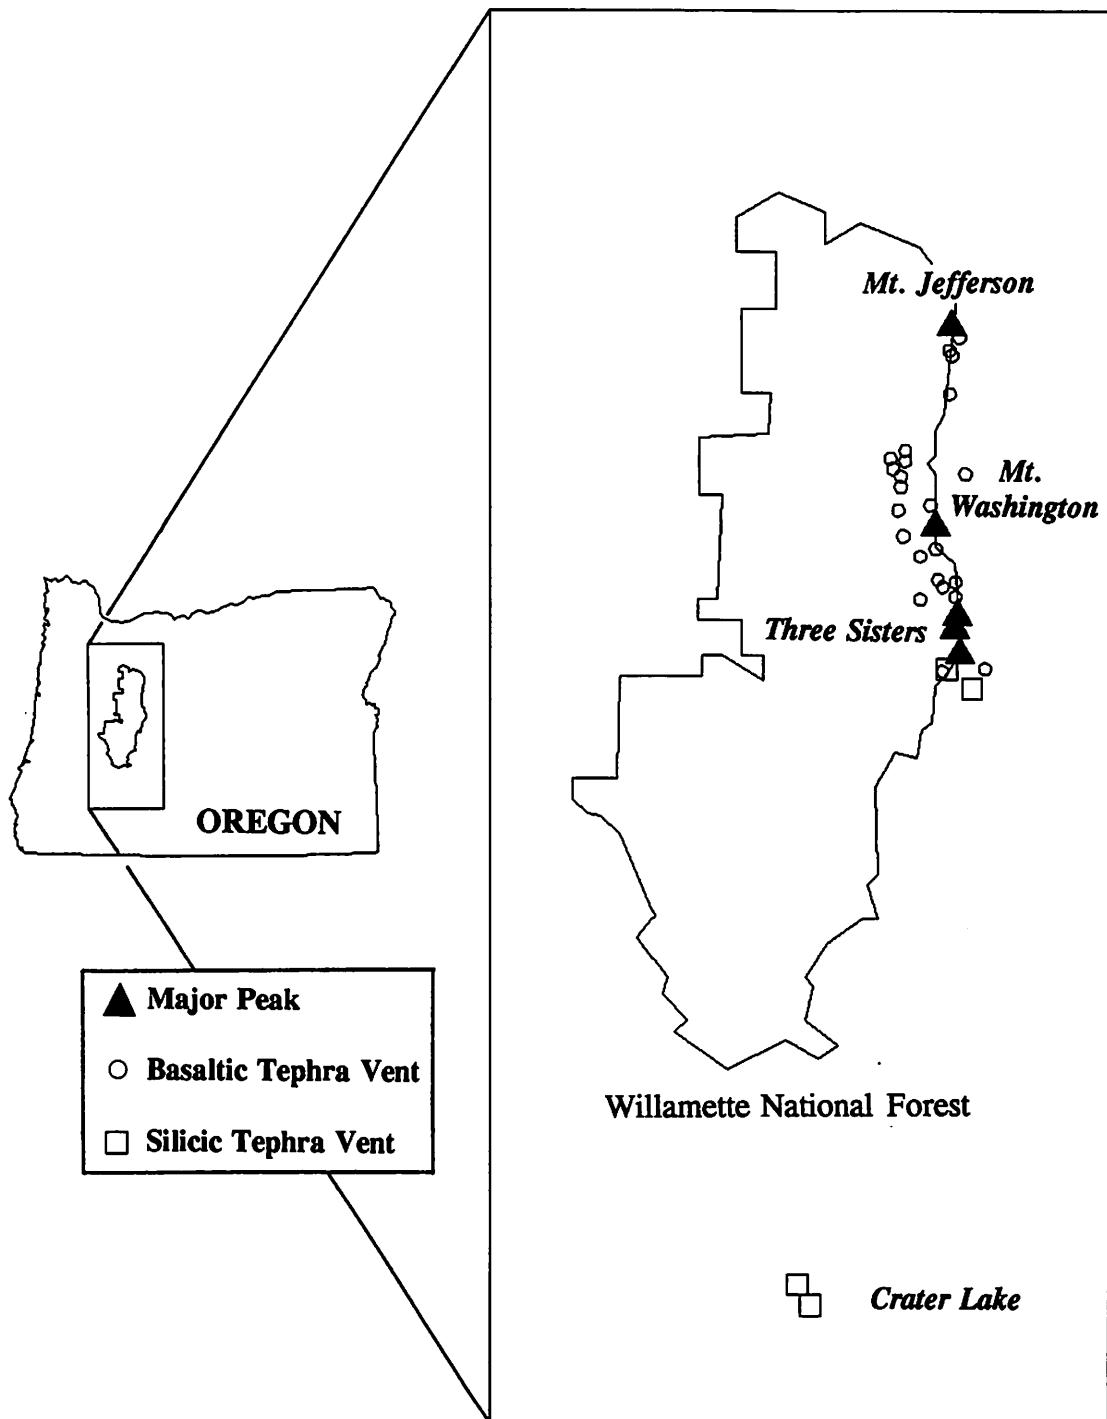 Mt. Jefferson
Mt.
Washington
Three Sisters
OREGON
Major Peak
Basaltic Tephra Vent
Silicic Tephra Vent
Willamette National Forest
Crater Lake